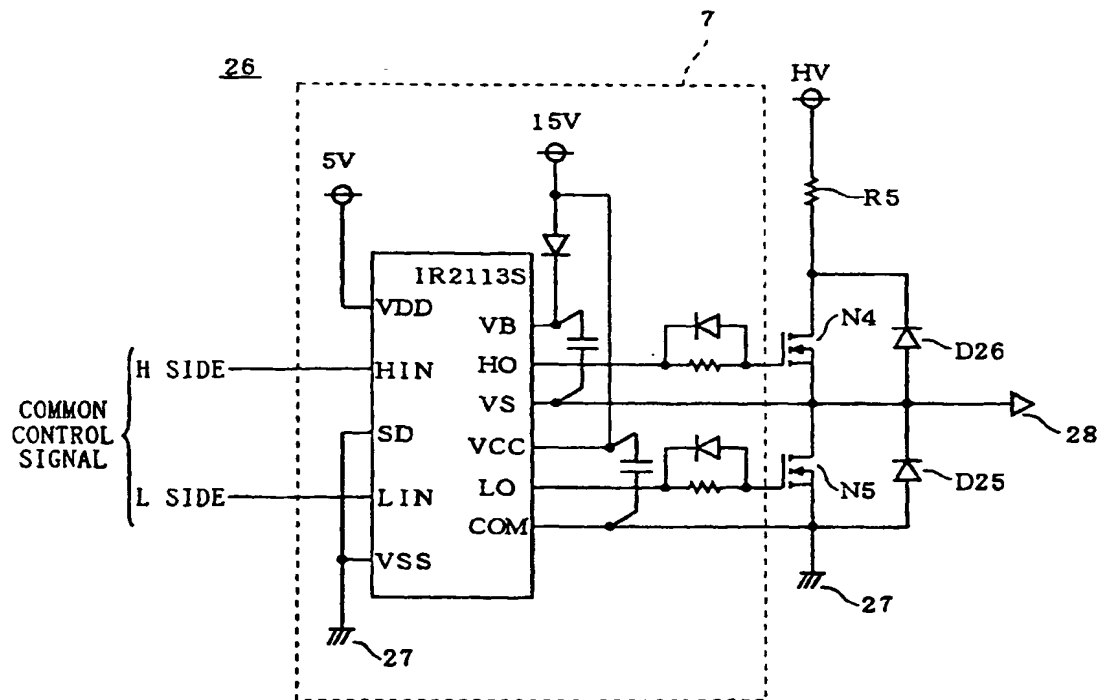 7
26
HV
15V
5V
R5
IR2113S
VDD
VB
N4
D26
H SIDE
HIN
HO
COMMON
CONTROL
SIGNAL
VS
28
SD
VCC
L SIDE
LIN
LO
N5
D25
COM
VSS
27
27